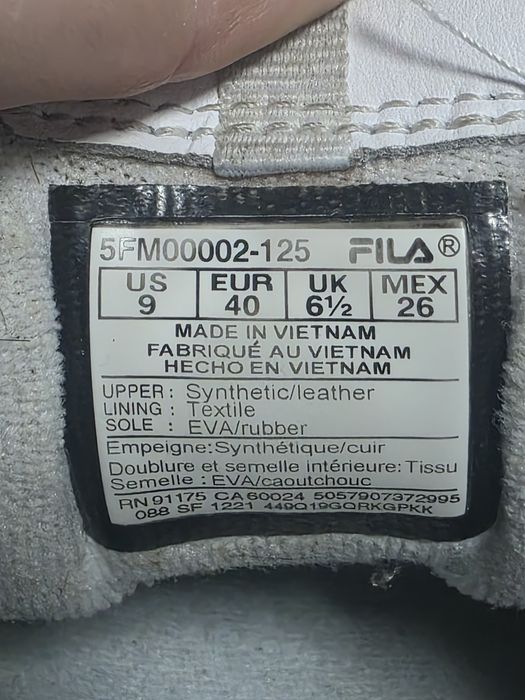 5FM00002-125 FILA®
US EUR UK MEX
9 40 6½ 26
MADE IN VIETNAM
FABRIQUÉ AU VIETNAM
HECHO EN VIETNAM
UPPER : Synthetic/leather
LINING : Textile
SOLE : EVA/rubber
Empeigne:Synthétique/cuir
Doublure et semelle intérieure:Tissu
Semelle : EVA/caoutchouc
RN 91175 CA 60024 5057907372995
088 SF 1221 449Q19GQRKGPKK